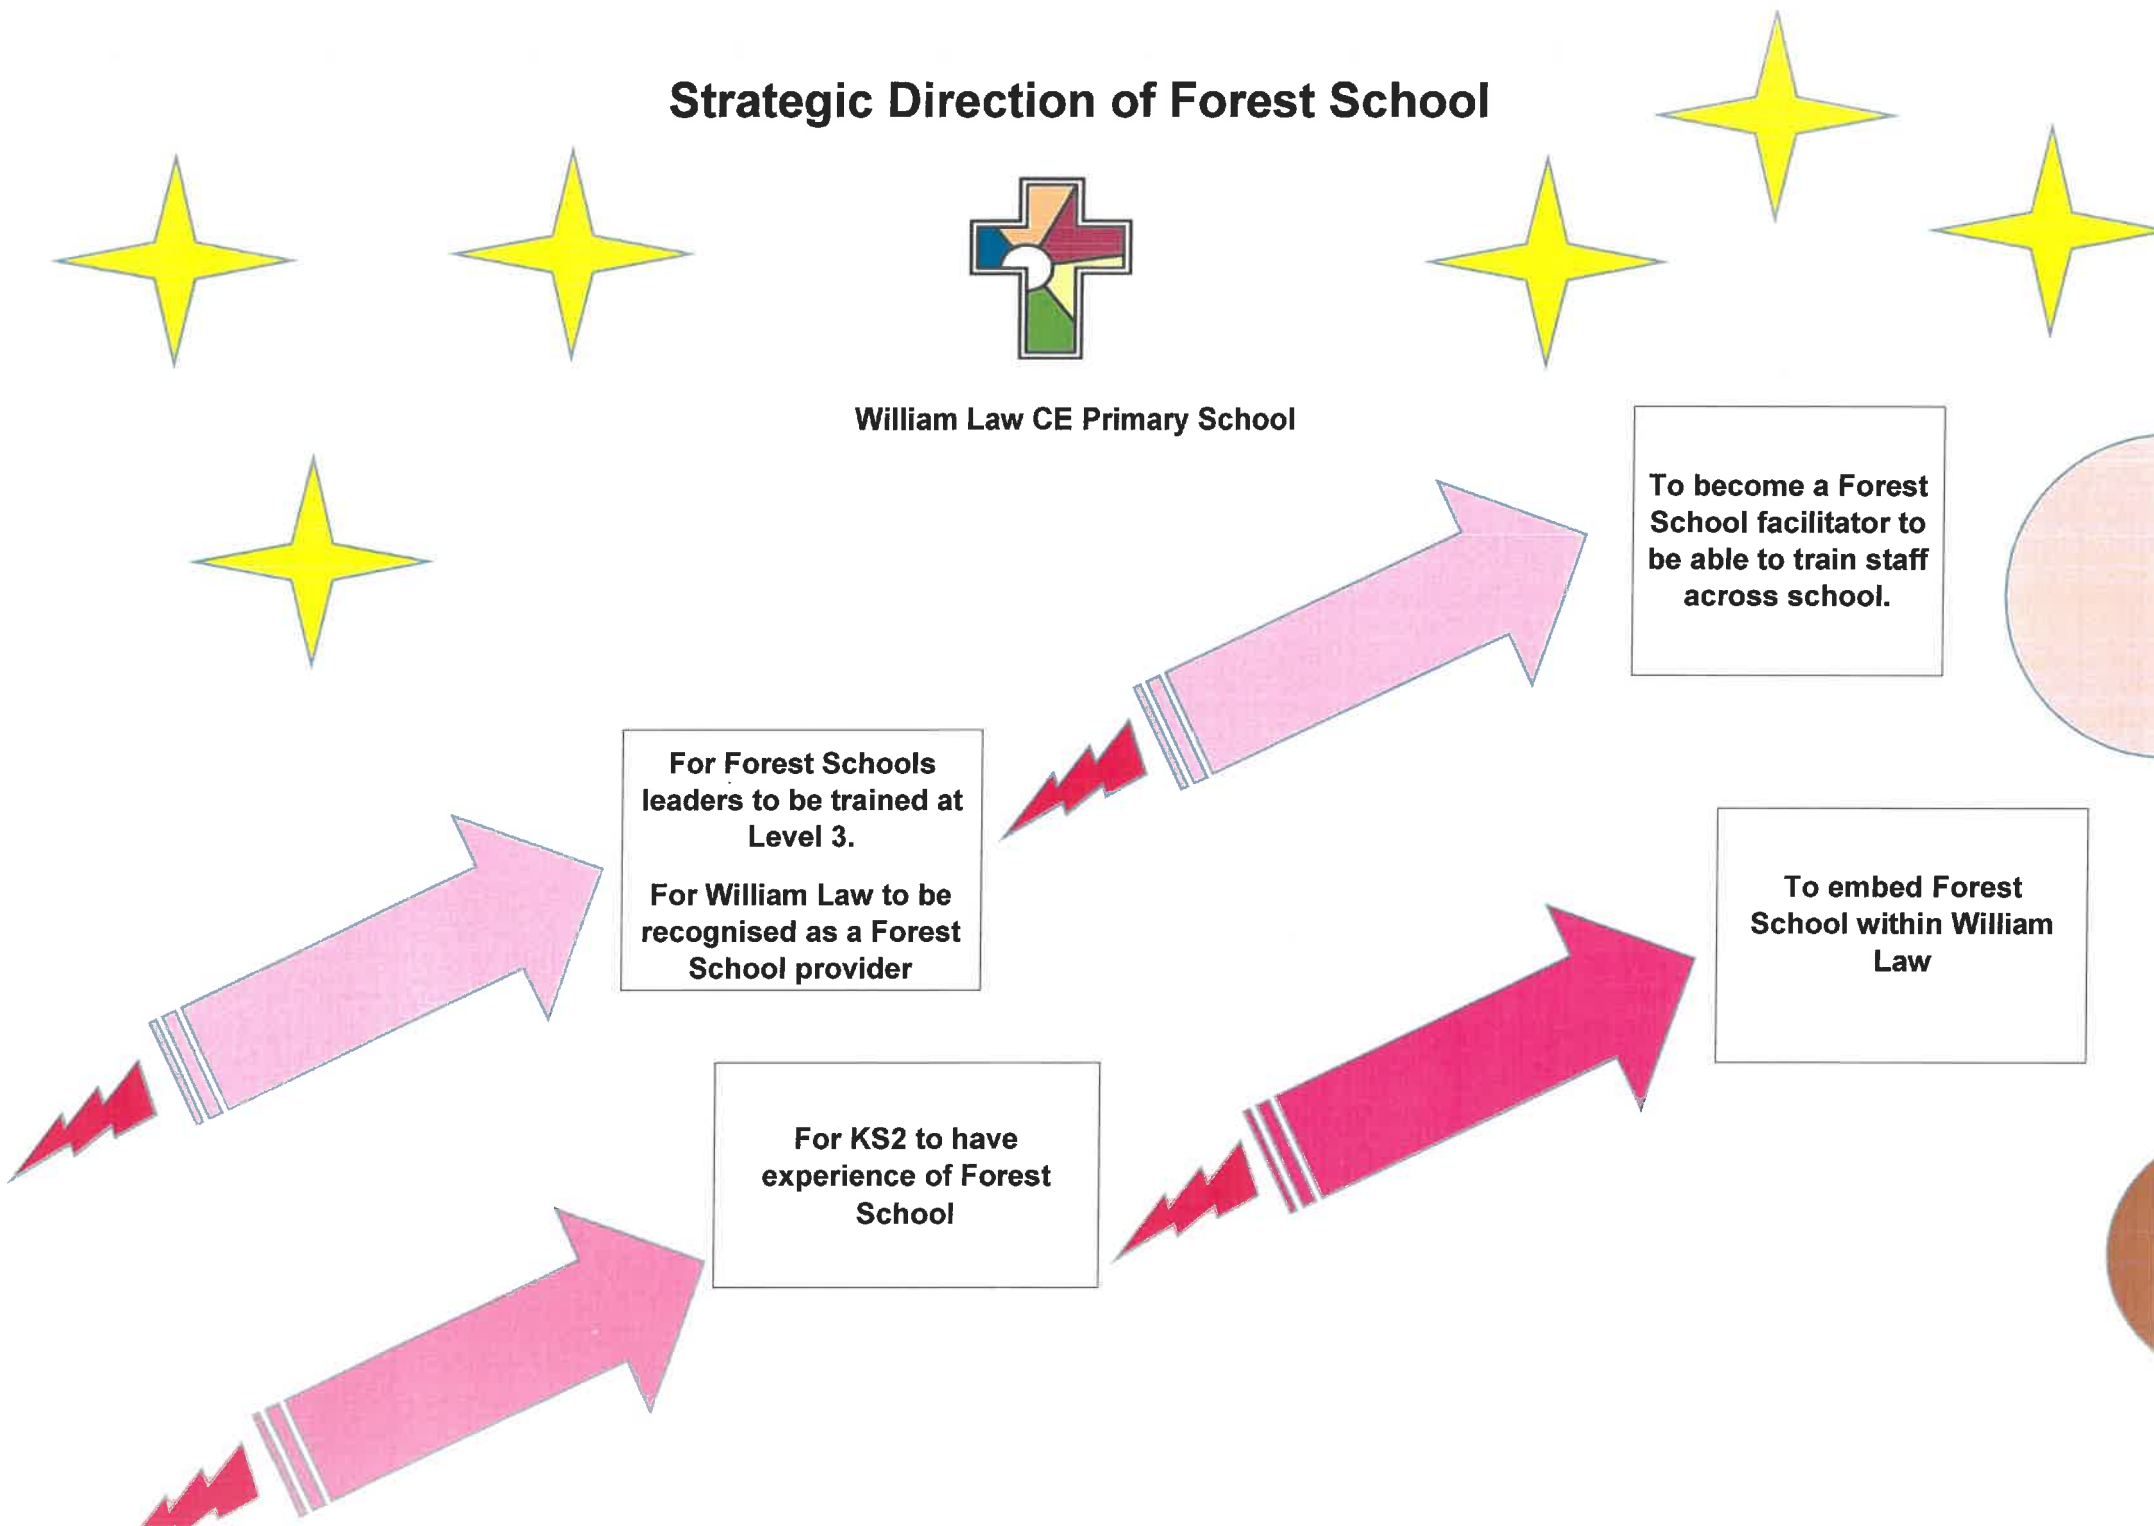 Strategic Direction of Forest School
William Law CE Primary School
To become a Forest
School facilitator to
be able to train staff
across school.
For Forest Schools
leaders to be trained at
Level 3.
For William Law to be
recognised as a Forest
School provider
To embed Forest
School within William
Law
For KS2 to have
experience of Forest
School